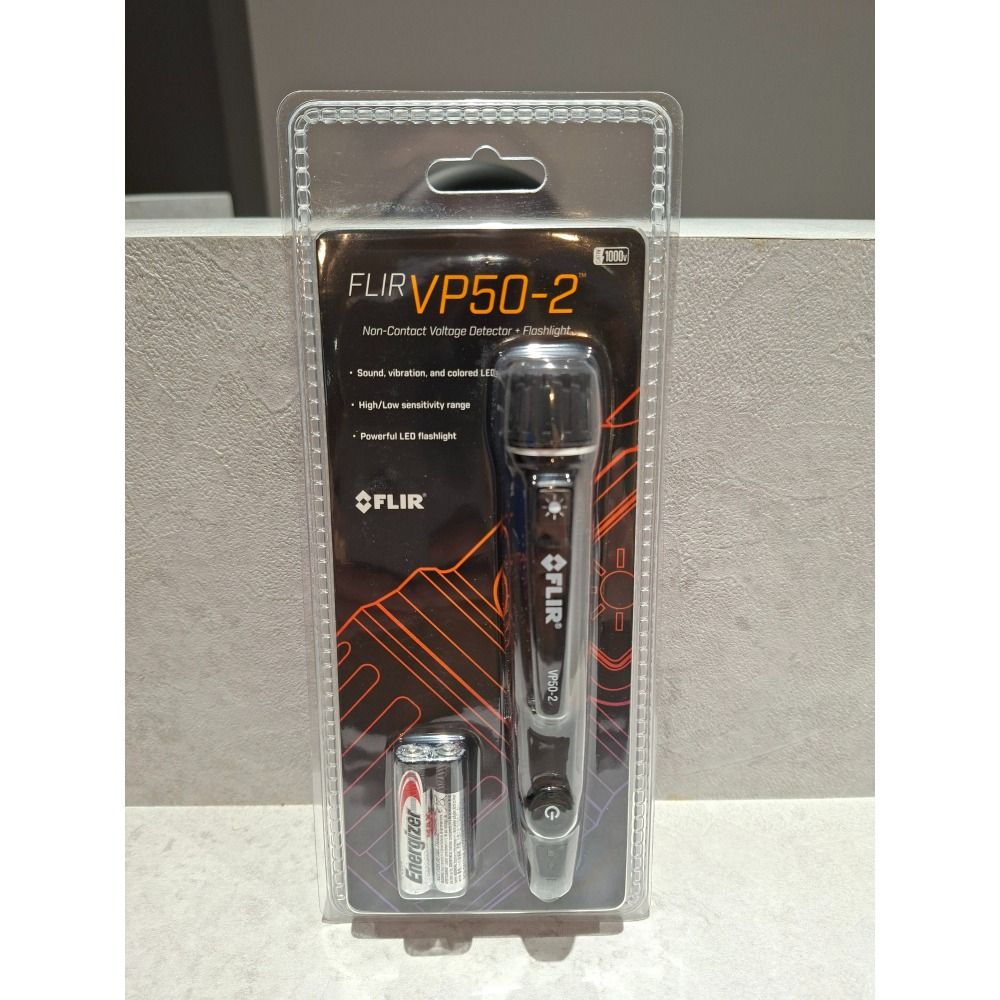 1000V
FLIR VP50-2™
Non-Contact Voltage Detector + Flashlight
• Sound, vibration, and colored LED
• High/Low sensitivity range
• Powerful LED flashlight
FLIR®
FLIR®
VP50-2
Energizer
MAX